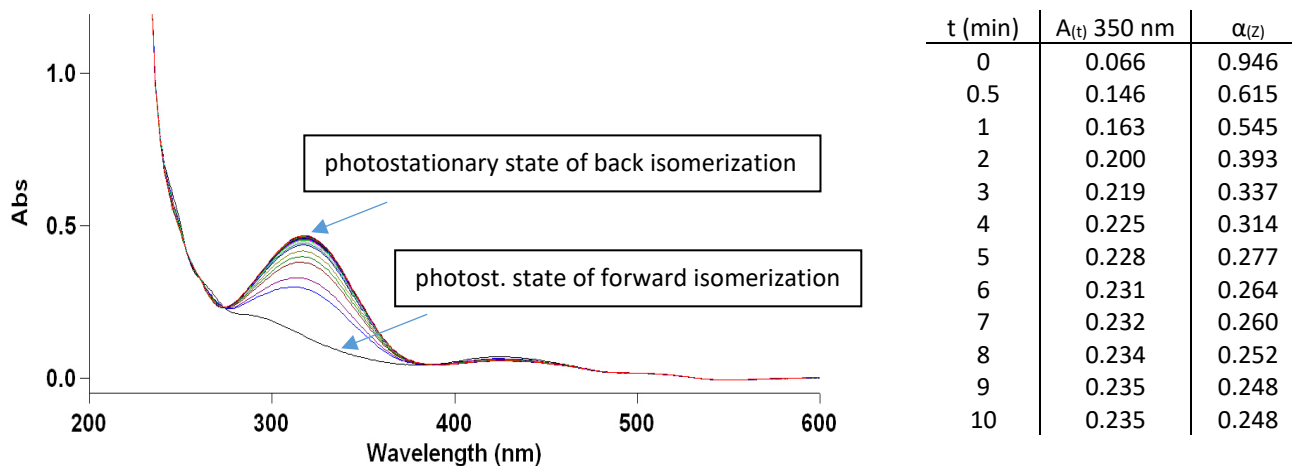 1.0
0.5
0.0
Abs
200 300 400 500 600
Wavelength (nm)
photostationary state of back isomerization
photost. state of forward isomerization
t (min) A(t) 350 nm α(Z)
0 0.066 0.946
0.5 0.146 0.615
1 0.163 0.545
2 0.200 0.393
3 0.219 0.337
4 0.225 0.314
5 0.228 0.277
6 0.231 0.264
7 0.232 0.260
8 0.234 0.252
9 0.235 0.248
10 0.235 0.248